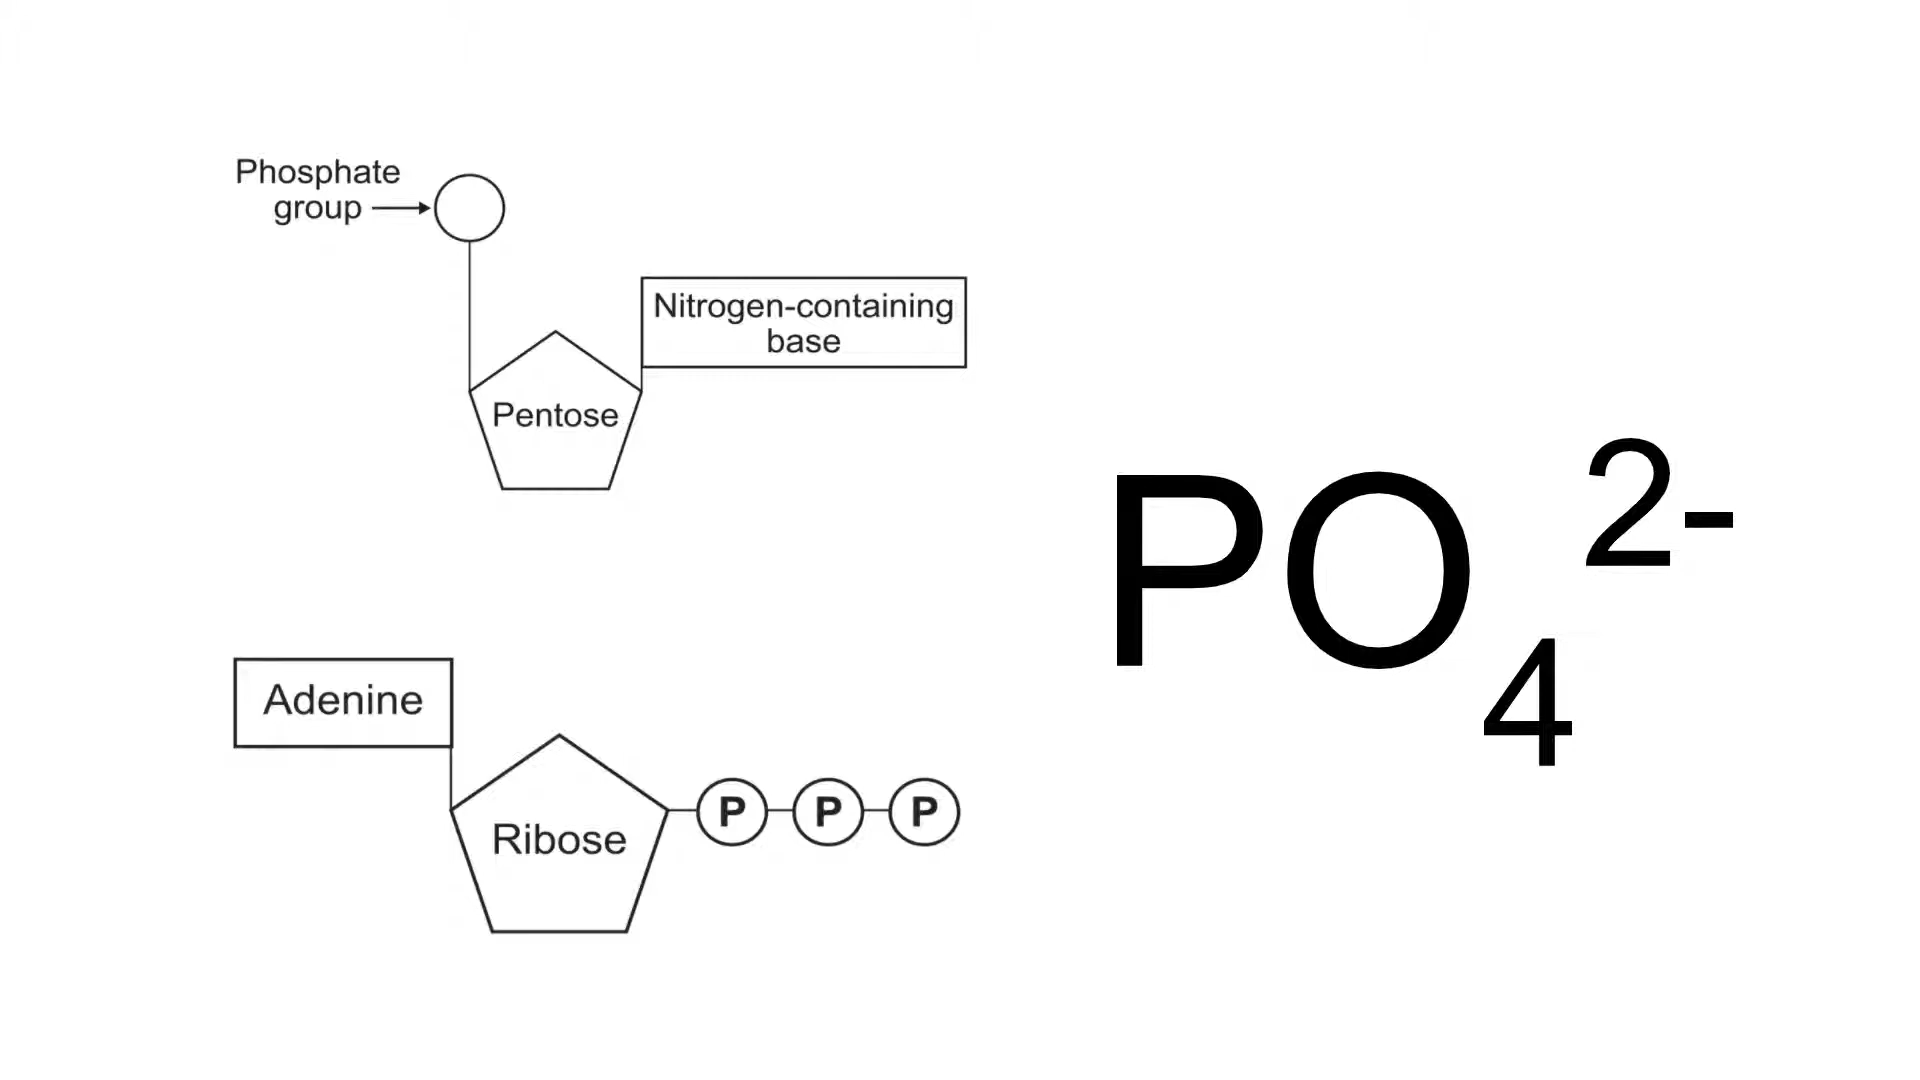 Phosphate
group
Nitrogen-containing
base
Pentose
Adenine
Ribose
P P P
PO4 2-